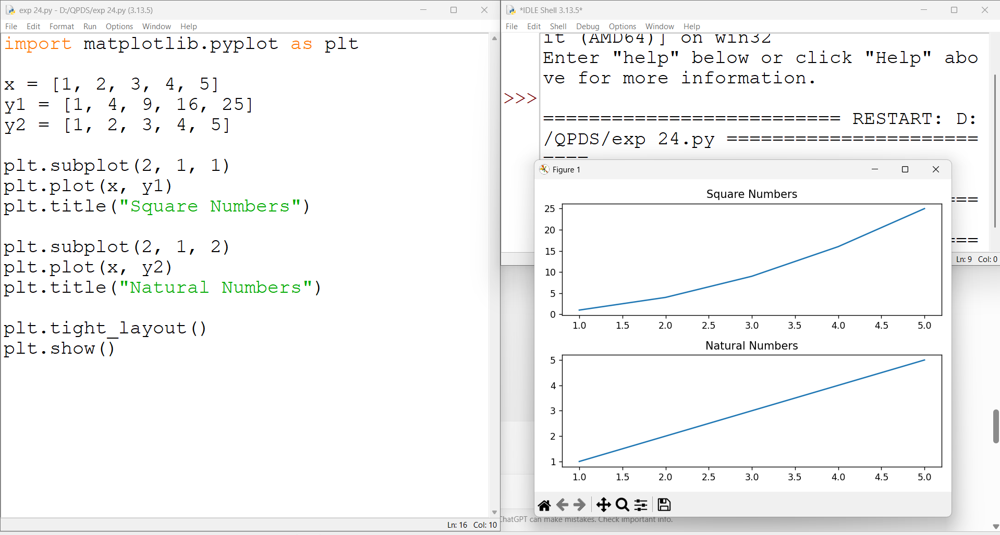 exp 24.py - D:/QPDS/exp 24.py (3.13.5)
File Edit Format Run Options Window Help
import matplotlib.pyplot as plt
x = [1, 2, 3, 4, 5]
y1 = [1, 4, 9, 16, 25]
y2 = [1, 2, 3, 4, 5]
plt.subplot(2, 1, 1)
plt.plot(x, y1)
plt.title("Square Numbers")
plt.subplot(2, 1, 2)
plt.plot(x, y2)
plt.title("Natural Numbers")
plt.tight_layout()
plt.show()
Ln: 16 Col: 10
*IDLE Shell 3.13.5*
File Edit Shell Debug Options Window Help
it (AMD64)] on win32
Enter "help" below or click "Help" abo
ve for more information.
>>>
========================== RESTART: D:
/QPDS/exp 24.py ======================
====
===
===
Ln: 9 Col: 0
Figure 1
Square Numbers
25
20
15
10
5
0
1.0 1.5 2.0 2.5 3.0 3.5 4.0 4.5 5.0
Natural Numbers
5
4
3
2
1
1.0 1.5 2.0 2.5 3.0 3.5 4.0 4.5 5.0
ChatGPT can make mistakes. Check important info.